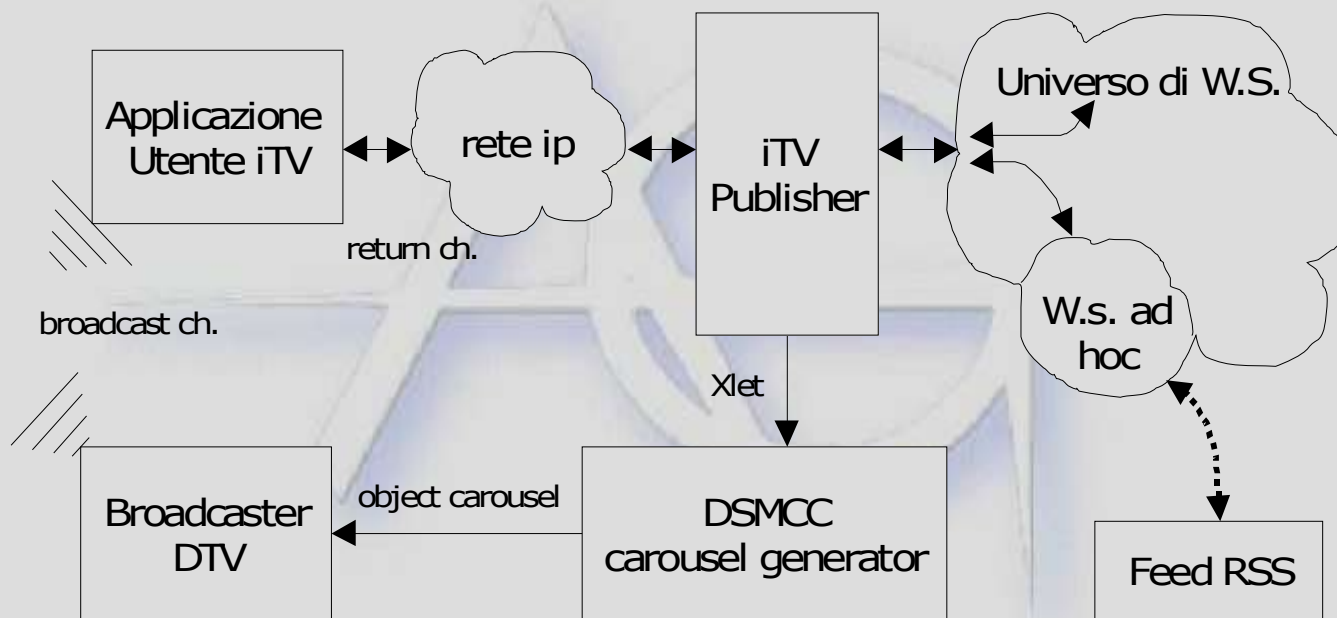 Applicazione
Utente iTV
rete ip
iTV
Publisher
Universo di W.S.
return ch.
broadcast ch.
W.s. ad
hoc
Xlet
Broadcaster
DTV
object carousel
DSMCC
carousel generator
Feed RSS